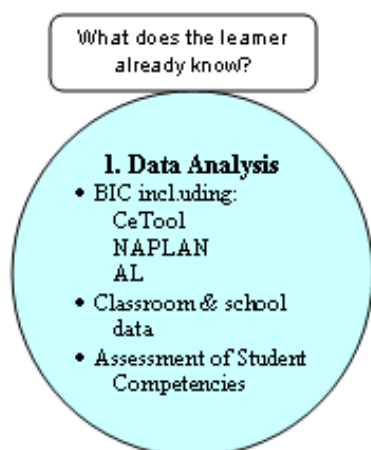 What does the learner
already know?
1. Data Analysis
• BIC including:
CeTool
NAPLAN
AL
• Classroom & school
data
• Assessment of Student
Competencies